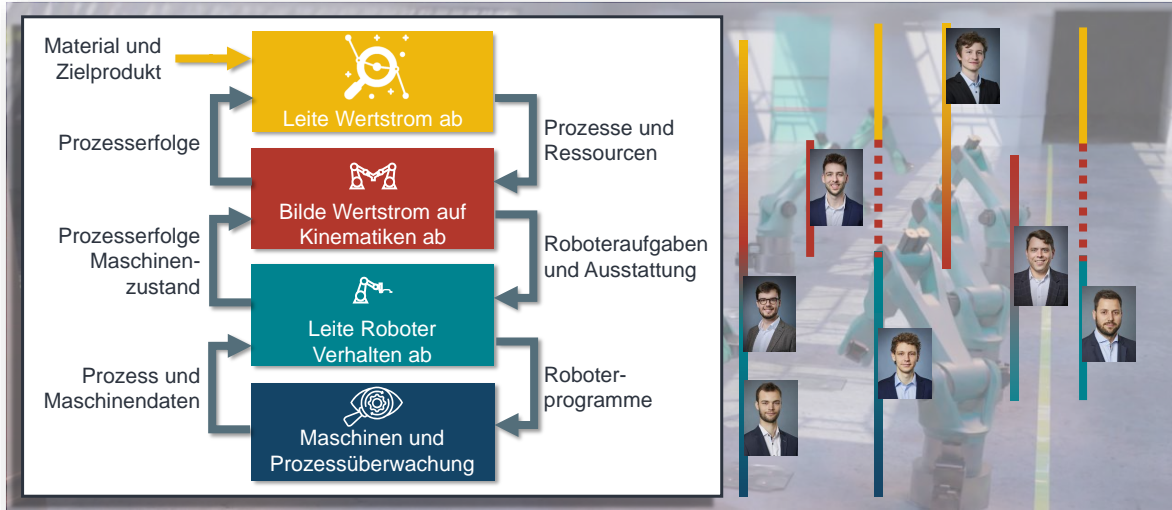 Material und
Zielprodukt
Leite Wertstrom ab
Prozesserfolge
Prozesse und
Ressourcen
Bilde Wertstrom auf
Kinematiken ab
Prozesserfolge
Maschinen-
zustand
Roboteraufgaben
und Ausstattung
Leite Roboter
Verhalten ab
Prozess und
Maschinendaten
Roboter-
programme
Maschinen und
Prozessüberwachung